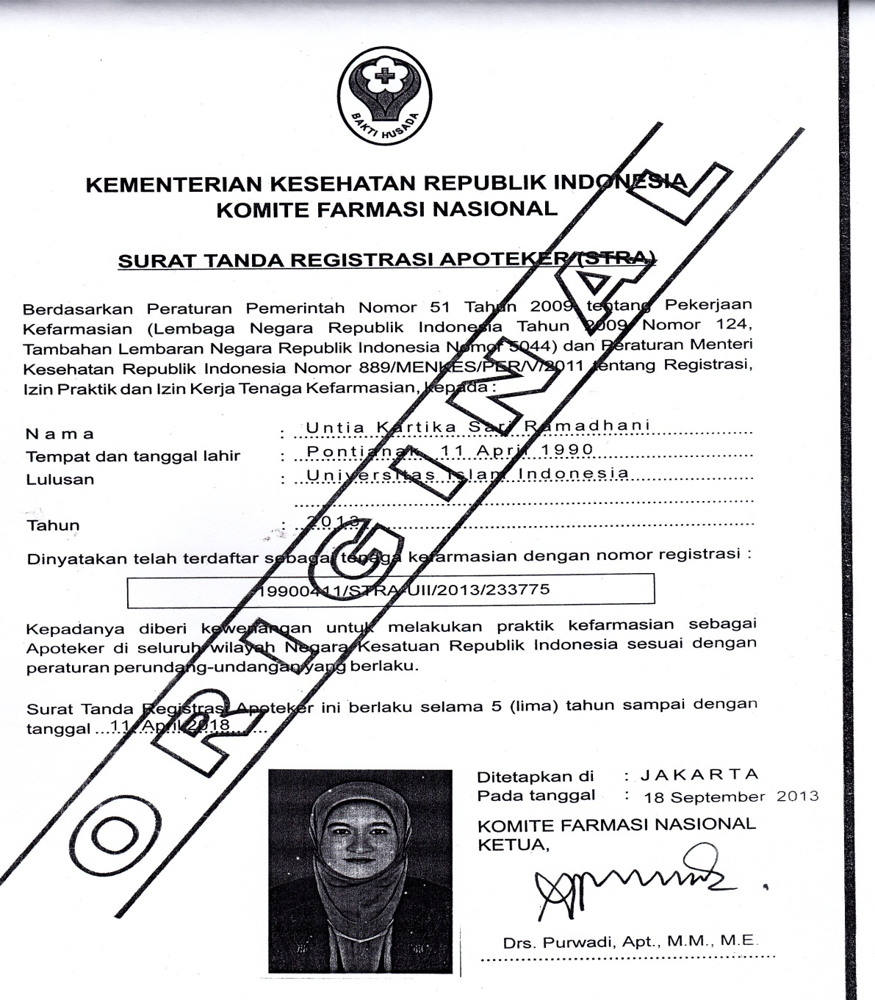 BAKTI HUSADA
KEMENTERIAN KESEHATAN REPUBLIK INDONESIA
KOMITE FARMASI NASIONAL
SURAT TANDA REGISTRASI APOTEKER (STRA)
Berdasarkan Peraturan Pemerintah Nomor 51 Tahun 2009 tentang Pekerjaan
Kefarmasian (Lembaga Negara Republik Indonesia Tahun 2009 Nomor 124,
Tambahan Lembaran Negara Republik Indonesia Nomor 5044) dan Peraturan Menteri
Kesehatan Republik Indonesia Nomor 889/MENKES/PER/V/2011 tentang Registrasi,
Izin Praktik dan Izin Kerja Tenaga Kefarmasian, kepada :
N a m a : Untia Kartika Sari Ramadhani
Tempat dan tanggal lahir : Pontianak, 11 April 1990
Lulusan : Universitas Islam Indonesia
Tahun : 2013
Dinyatakan telah terdaftar sebagai tenaga kefarmasian dengan nomor registrasi :
19900411/STRA-UII/2013/233775
Kepadanya diberi kewenangan untuk melakukan praktik kefarmasian sebagai
Apoteker di seluruh wilayah Negara Kesatuan Republik Indonesia sesuai dengan
peraturan perundang-undangan yang berlaku.
Surat Tanda Registrasi Apoteker ini berlaku selama 5 (lima) tahun sampai dengan
tanggal ...11 April 2018......
Ditetapkan di : JAKARTA
Pada tanggal : 18 September 2013
KOMITE FARMASI NASIONAL
KETUA,
Drs. Purwadi, Apt., M.M., M.E.
ORIGINAL